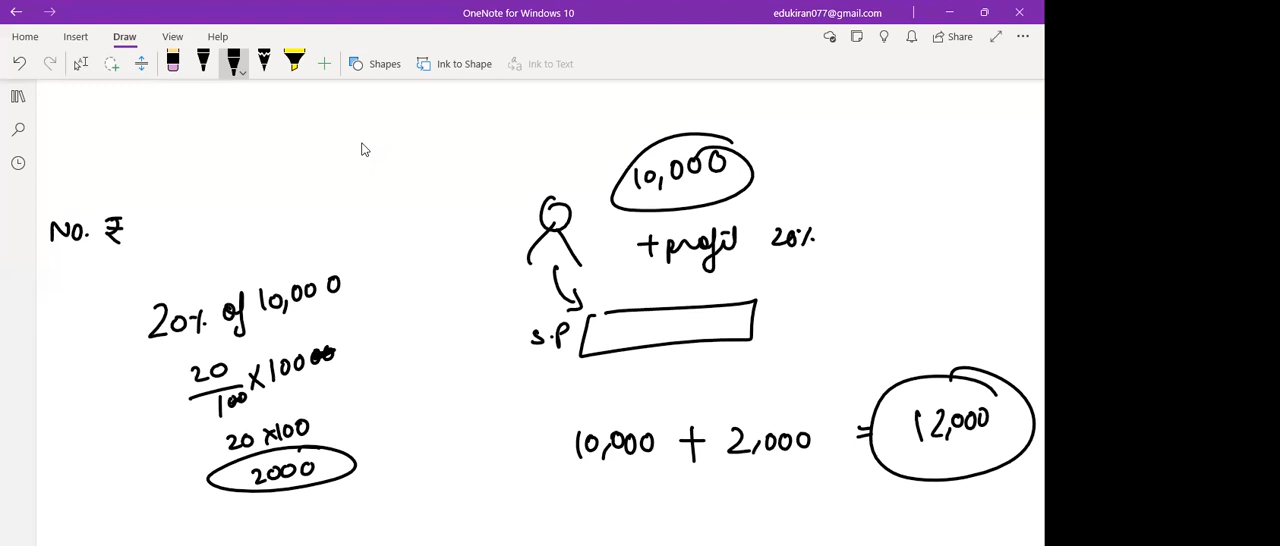 OneNote for Windows 10
edukiran077@gmail.com
Home Insert Draw View Help
Share
Shapes Ink to Shape Ink to Text
10,000
No. ₹
+ profit 20%
20% of 10,000
S.P
20
100 × 10000
20 × 100
2000
10,000 + 2,000 = 12,000